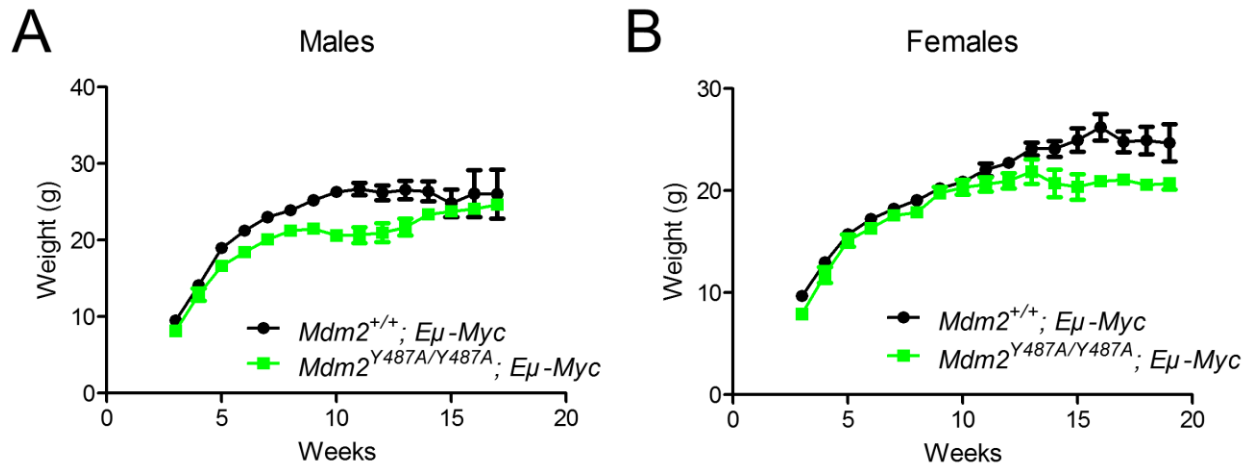 A
Males
40
30
20
10
0
0 5 10 15 20
Weight (g)
Weeks
Mdm2+/+; Eμ-Myc
Mdm2Y487A/Y487A; Eμ-Myc
B
Females
30
20
10
0
0 5 10 15 20
Weight (g)
Weeks
Mdm2+/+; Eμ-Myc
Mdm2Y487A/Y487A; Eμ-Myc